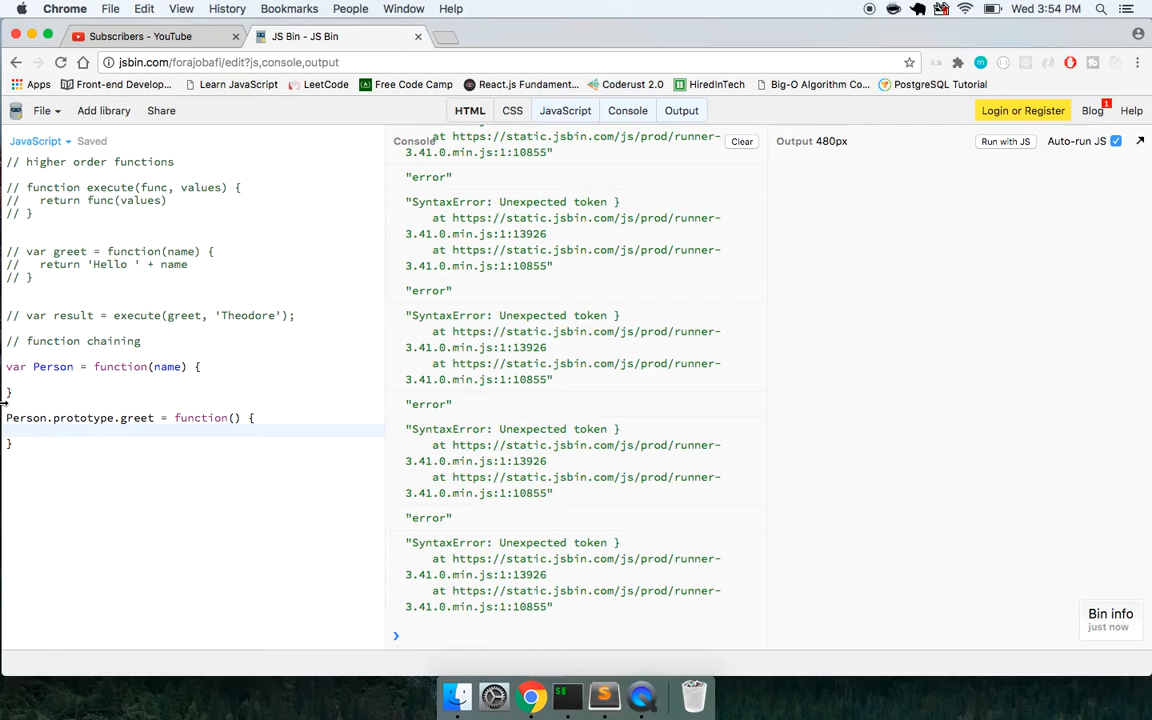 Chrome File Edit View History Bookmarks People Window Help Wed 3:54 PM
Subscribers - YouTube JS Bin - JS Bin
jsbin.com/forajobafi/edit?js,console,output
Apps Front-end Develop... Learn JavaScript LeetCode Free Code Camp React.js Fundament... Coderust 2.0 HiredInTech Big-O Algorithm Co... PostgreSQL Tutorial
File Add library Share HTML CSS JavaScript Console Output Login or Register Blog 1 Help
JavaScript Saved
// higher order functions
// function execute(func, values) {
//   return func(values)
// }
// var greet = function(name) {
//   return 'Hello ' + name
// }
// var result = execute(greet, 'Theodore');
// function chaining
var Person = function(name) {
}
Person.prototype.greet = function() {
}
Console Clear
at https://static.jsbin.com/js/prod/runner-
3.41.0.min.js:1:10855"
"error"
"SyntaxError: Unexpected token }
at https://static.jsbin.com/js/prod/runner-
3.41.0.min.js:1:13926
at https://static.jsbin.com/js/prod/runner-
3.41.0.min.js:1:10855"
"error"
"SyntaxError: Unexpected token }
at https://static.jsbin.com/js/prod/runner-
3.41.0.min.js:1:13926
at https://static.jsbin.com/js/prod/runner-
3.41.0.min.js:1:10855"
"error"
"SyntaxError: Unexpected token }
at https://static.jsbin.com/js/prod/runner-
3.41.0.min.js:1:13926
at https://static.jsbin.com/js/prod/runner-
3.41.0.min.js:1:10855"
"error"
"SyntaxError: Unexpected token }
at https://static.jsbin.com/js/prod/runner-
3.41.0.min.js:1:13926
at https://static.jsbin.com/js/prod/runner-
3.41.0.min.js:1:10855"
Output 480px Run with JS Auto-run JS
Bin info
just now